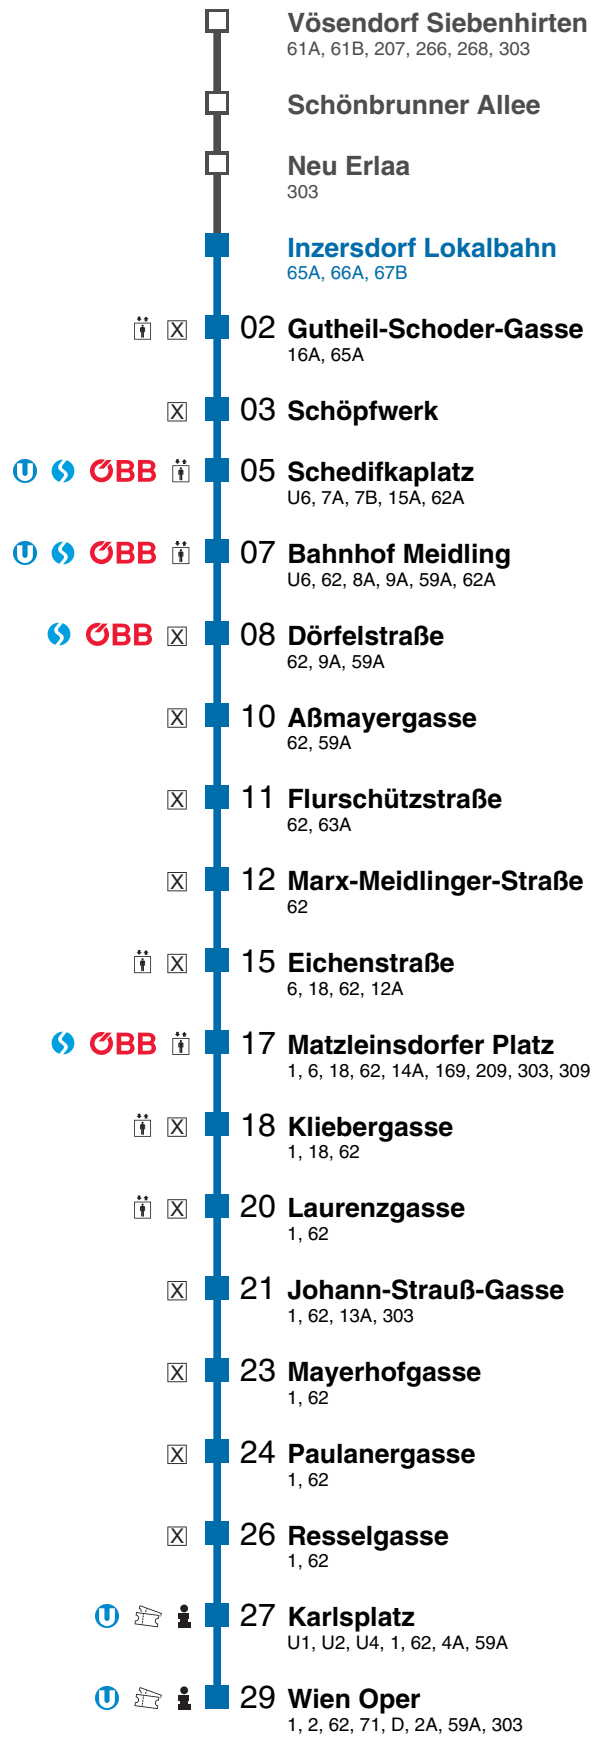 Vösendorf Siebenhirten
61A, 61B, 207, 266, 268, 303
Schönbrunner Allee
Neu Erlaa
303
Inzersdorf Lokalbahn
65A, 66A, 67B
X 02 Gutheil-Schoder-Gasse
16A, 65A
X 03 Schöpfwerk
U S ÖBB 05 Schedifkaplatz
U6, 7A, 7B, 15A, 62A
U S ÖBB 07 Bahnhof Meidling
U6, 62, 8A, 9A, 59A, 62A
S ÖBB X 08 Dörfelstraße
62, 9A, 59A
X 10 Aßmayergasse
62, 59A
X 11 Flurschützstraße
62, 63A
X 12 Marx-Meidlinger-Straße
62
X 15 Eichenstraße
6, 18, 62, 12A
S ÖBB 17 Matzleinsdorfer Platz
1, 6, 18, 62, 14A, 169, 209, 303, 309
X 18 Kliebergasse
1, 18, 62
X 20 Laurenzgasse
1, 62
X 21 Johann-Strauß-Gasse
1, 62, 13A, 303
X 23 Mayerhofgasse
1, 62
X 24 Paulanergasse
1, 62
X 26 Resselgasse
1, 62
U i 27 Karlsplatz
U1, U2, U4, 1, 62, 4A, 59A
U i 29 Wien Oper
1, 2, 62, 71, D, 2A, 59A, 303